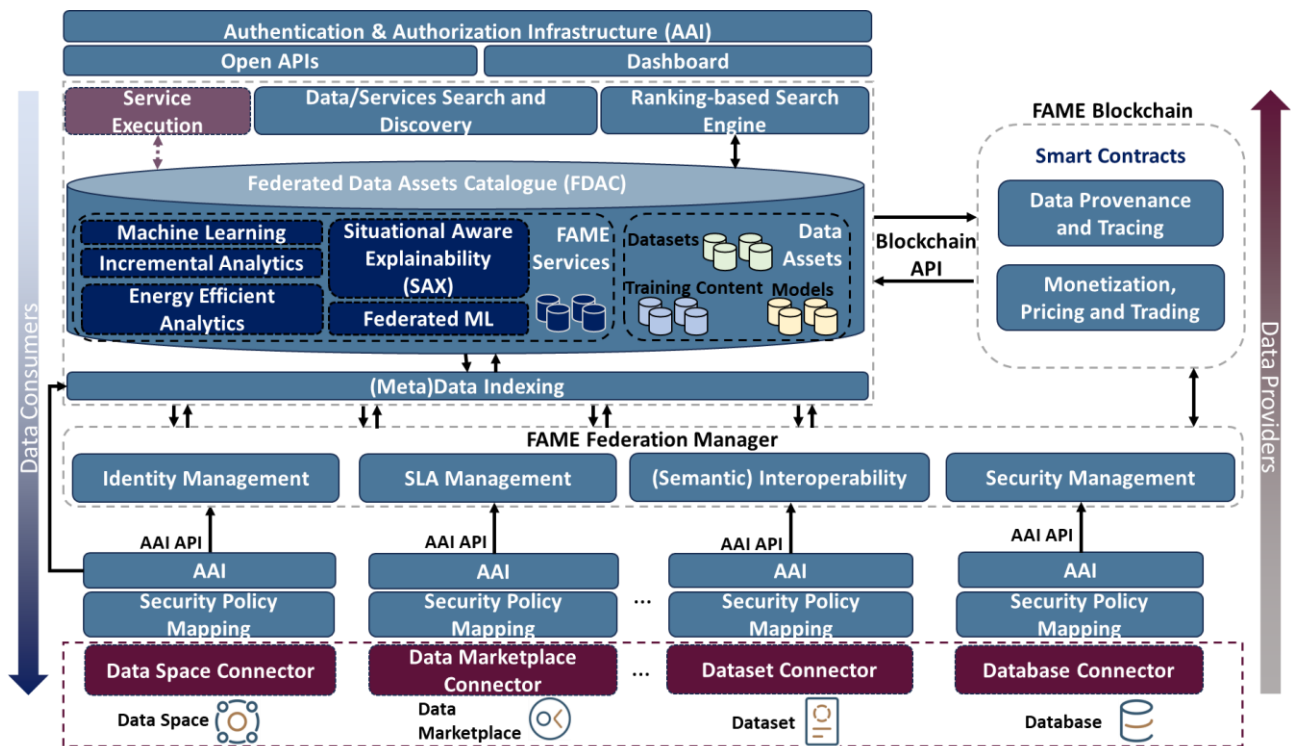 Authentication & Authorization Infrastructure (AAI)
Open APIs
Dashboard
Service
Execution
Data/Services Search and
Discovery
Ranking-based Search
Engine
FAME Blockchain
Smart Contracts
Data Provenance
and Tracing
Monetization,
Pricing and Trading
Blockchain
API
Federated Data Assets Catalogue (FDAC)
Machine Learning
Incremental Analytics
Energy Efficient
Analytics
Situational Aware
Explainability
(SAX)
Federated ML
FAME
Services
Datasets
Data
Assets
Training Content
Models
(Meta)Data Indexing
Data Consumers
Data Providers
FAME Federation Manager
Identity Management
SLA Management
(Semantic) Interoperability
Security Management
AAI API
AAI API
AAI API
AAI API
AAI
AAI
AAI
AAI
Security Policy
Mapping
Security Policy
Mapping
...
Security Policy
Mapping
Security Policy
Mapping
Data Space Connector
Data Marketplace
Connector
...
Dataset Connector
Database Connector
Data Space
Data
Marketplace
Dataset
Database